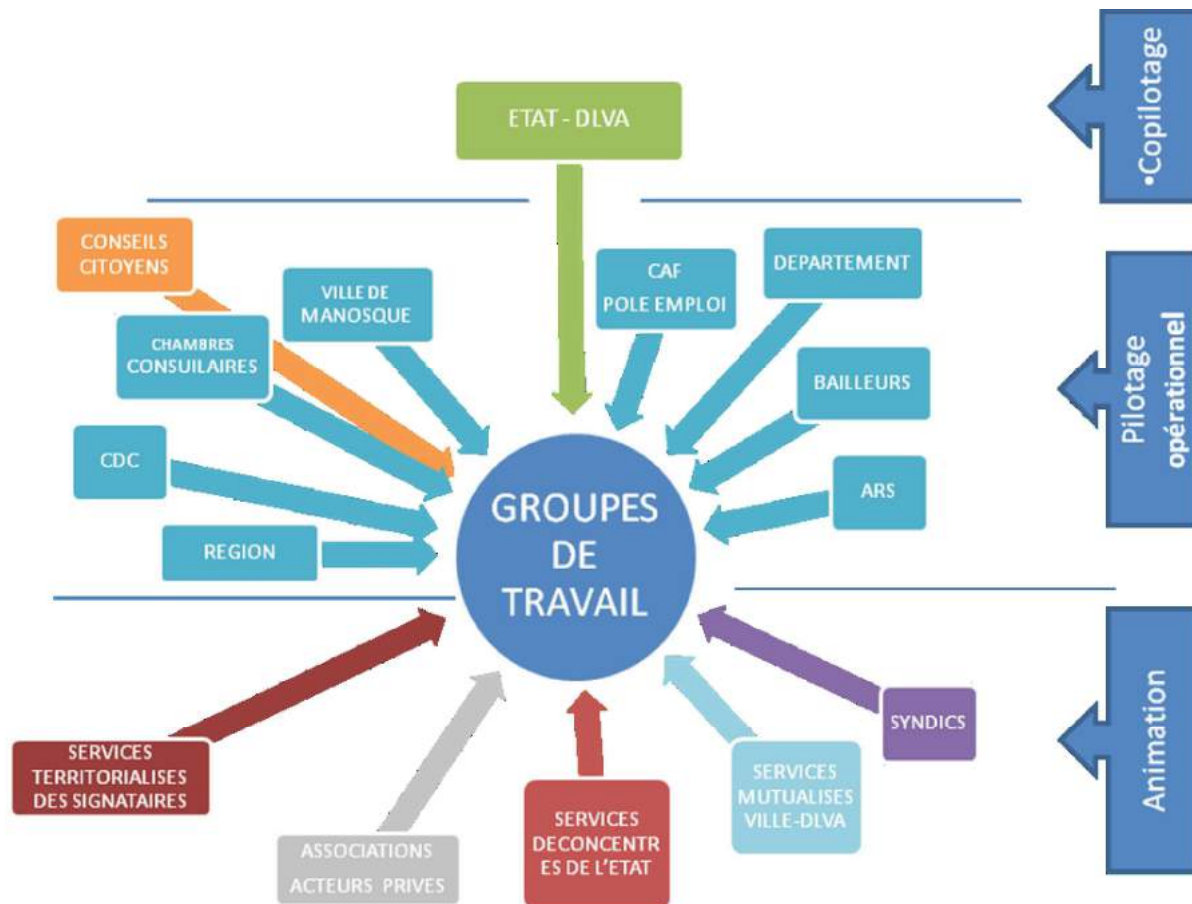 •Copilotage
ETAT - DLVA
CONSEILS
CITOYENS
VILLE DE
MANOSQUE
CAF
POLE EMPLOI
DEPARTEMENT
CHAMBRES
CONSUILAIRES
BAILLEURS
Pilotage
opérationnel
CDC
ARS
REGION
GROUPES
DE
TRAVAIL
SERVICES
TERRITORIALISES
DES SIGNATAIRES
ASSOCIATIONS
ACTEURS PRIVES
SERVICES
DECONCENTR
ES DE L'ETAT
SERVICES
MUTUALISES
VILLE-DLVA
SYNDICS
Animation